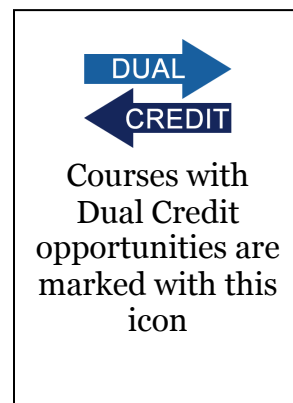 DUAL
CREDIT
Courses with
Dual Credit
opportunities are
marked with this
icon